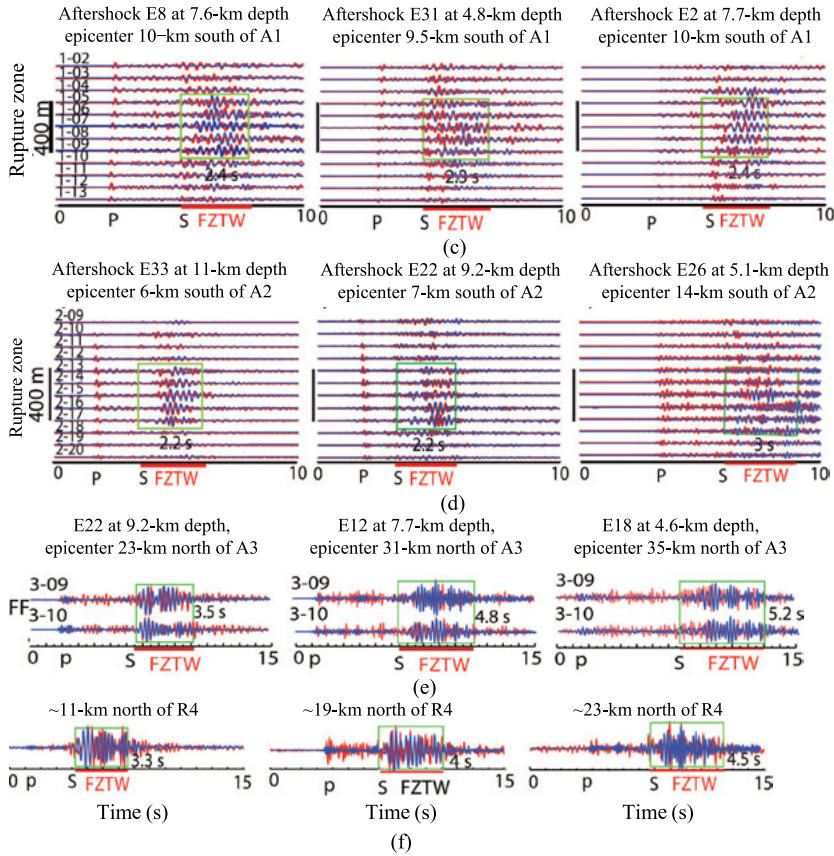 Aftershock E8 at 7.6-km depth
epicenter 10−km south of A1
Aftershock E31 at 4.8-km depth
epicenter 9.5-km south of A1
Aftershock E2 at 7.7-km depth
epicenter 10-km south of A1
Rupture zone
400 m
1-02
1-03
1-04
1-05
1-06
1-07
1-08
1-09
1-10
1-11
1-12
1-13
2.4 s
2.3 s
2.4 s
0 P S FZTW 10
P S FZTW 10
0 P S FZTW 10
(c)
Aftershock E33 at 11-km depth
epicenter 6-km south of A2
Aftershock E22 at 9.2-km depth
epicenter 7-km south of A2
Aftershock E26 at 5.1-km depth
epicenter 14-km south of A2
Rupture zone
400 m
2-09
2-10
2-11
2-12
2-13
2-14
2-15
2-16
2-17
2-18
2-19
2-20
2.2 s
2.2 s
3 s
0 P S FZTW 10
0 P S FZTW 10
0 P S FZTW 10
(d)
E22 at 9.2-km depth,
epicenter 23-km north of A3
E12 at 7.7-km depth,
epicenter 31-km north of A3
E18 at 4.6-km depth,
epicenter 35-km north of A3
3-09
FF
3-10
3.5 s
3-09
3-10
4.8 s
3-09
3-10
5.2 s
0 p S FZTW 15
0 p S FZTW 15
0 p S FZTW 15
(e)
~11-km north of R4
~19-km north of R4
~23-km north of R4
3.3 s
4 s
4.5 s
0 p S FZTW 15
0 p S FZTW 15
0 p S FZTW 15
Time (s)
Time (s)
Time (s)
(f)